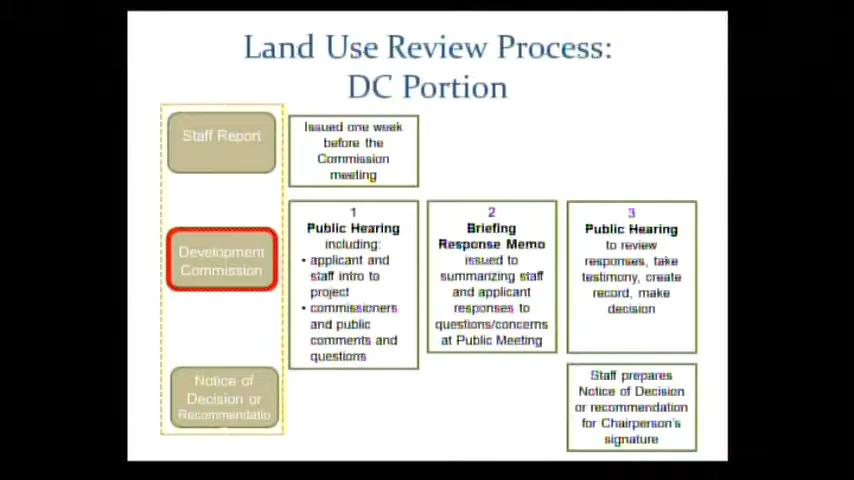 Land Use Review Process:
DC Portion
Staff Report
Issued one week
before the
Commission
meeting
Development
Commission
1
Public Hearing
including:
• applicant and
staff intro to
project
• commissioners
and public
comments and
questions
2
Briefing
Response Memo
issued to
summarizing staff
and applicant
responses to
questions/concerns
at Public Meeting
3
Public Hearing
to review
responses, take
testimony, create
record, make
decision
Notice of
Decision or
Recommendatio
Staff prepares
Notice of Decision
or recommendation
for Chairperson's
signature